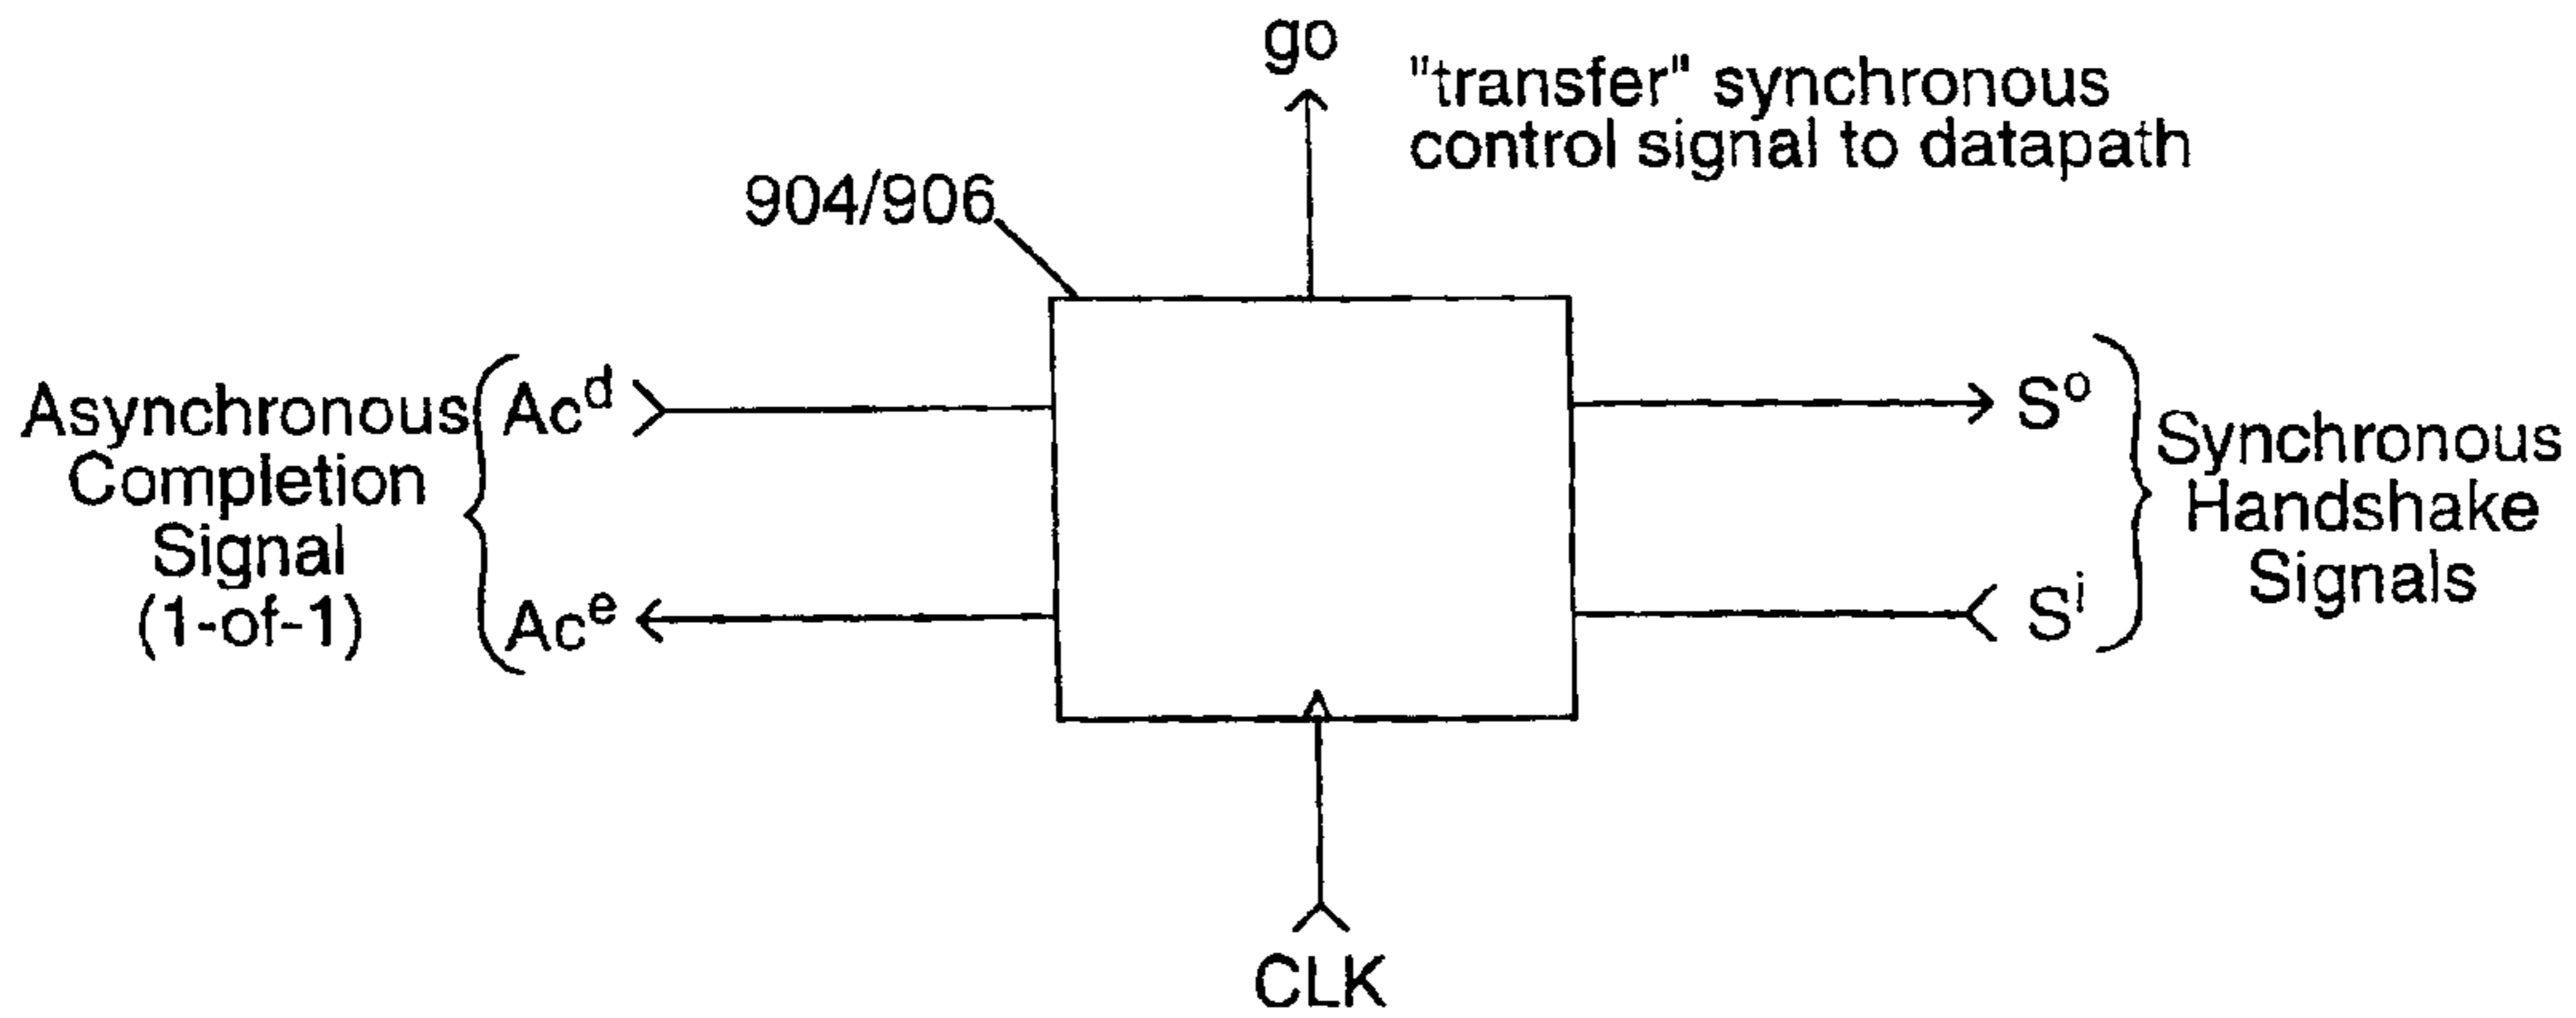 go
"transfer" synchronous
control signal to datapath
904/906
Asynchronous
Completion
Signal
(1-of-1)
Ac^d
Ac^e
S^o
S^i
Synchronous
Handshake
Signals
CLK